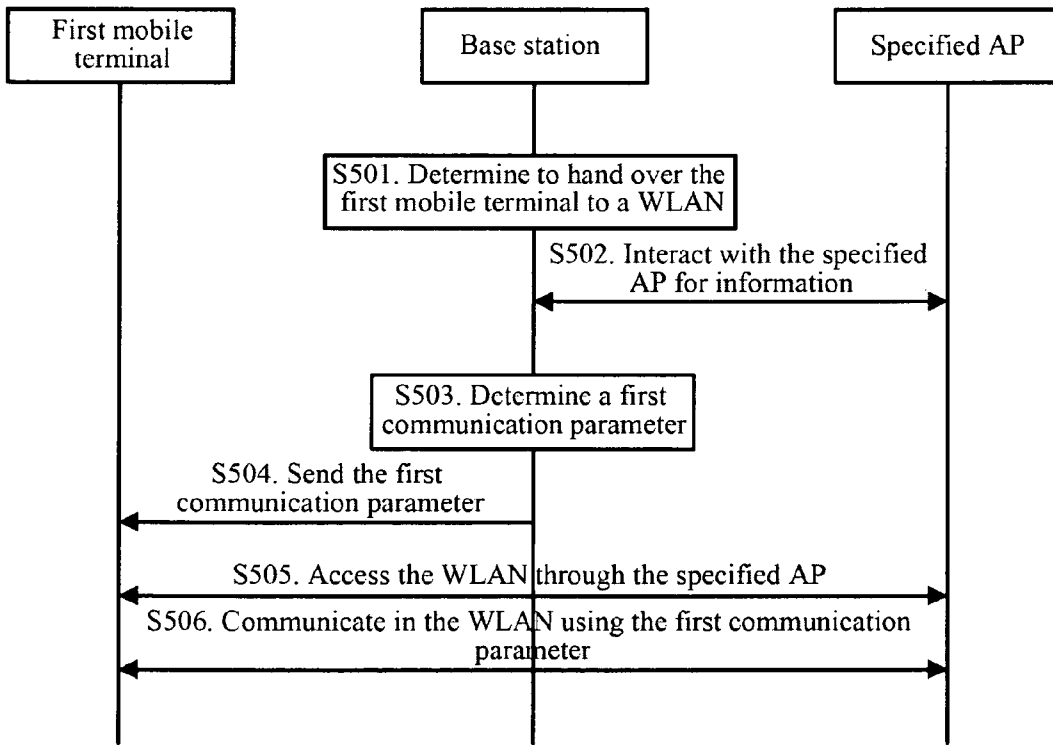 First mobile
terminal
Base station
Specified AP
S501. Determine to hand over the
first mobile terminal to a WLAN
S502. Interact with the specified
AP for information
S503. Determine a first
communication parameter
S504. Send the first
communication parameter
S505. Access the WLAN through the specified AP
S506. Communicate in the WLAN using the first communication
parameter